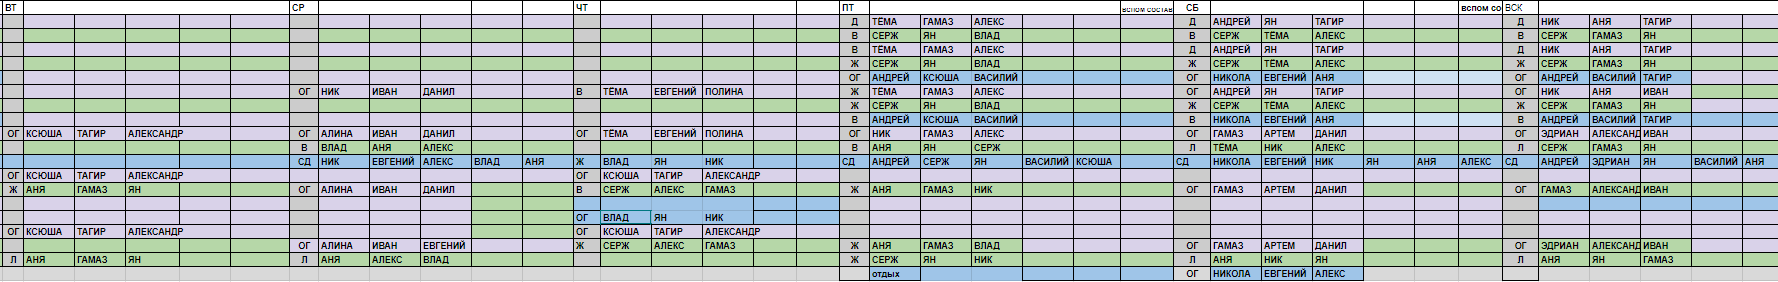 ВТ СР ЧТ ПТ ВСПОМ СОСТАВ СБ ВСПОМ СО ВСК
Д ТЁМА ГАМАЗ АЛЕКС Д АНДРЕЙ ЯН ТАГИР Д НИК АНЯ ТАГИР
В СЕРЖ ЯН ВЛАД В СЕРЖ ТЁМА АЛЕКС В СЕРЖ ГАМАЗ ЯН
В ТЁМА ГАМАЗ АЛЕКС Д АНДРЕЙ ЯН ТАГИР Д НИК АНЯ ТАГИР
Ж СЕРЖ ЯН ВЛАД Ж СЕРЖ ТЁМА АЛЕКС Ж СЕРЖ ГАМАЗ ЯН
ОГ АНДРЕЙ КСЮША ВАСИЛИЙ ОГ НИКОЛА ЕВГЕНИЙ АНЯ ОГ АНДРЕЙ ВАСИЛИЙ ТАГИР
ОГ НИК ИВАН ДАНИЛ В ТЁМА ЕВГЕНИЙ ПОЛИНА Ж ТЁМА ГАМАЗ АЛЕКС ОГ АНДРЕЙ ЯН ТАГИР ОГ НИК АНЯ ИВАН
Ж СЕРЖ ЯН ВЛАД Ж СЕРЖ ТЁМА АЛЕКС Ж СЕРЖ ГАМАЗ ЯН
В АНДРЕЙ КСЮША ВАСИЛИЙ В НИКОЛА ЕВГЕНИЙ АНЯ В АНДРЕЙ ВАСИЛИЙ ТАГИР
ОГ КСЮША ТАГИР АЛЕКСАНДР ОГ АЛИНА ИВАН ДАНИЛ ОГ ТЁМА ЕВГЕНИЙ ПОЛИНА ОГ НИК ГАМАЗ АЛЕКС ОГ ГАМАЗ АРТЕМ ДАНИЛ ОГ ЭДРИАН АЛЕКСАНД ИВАН
В ВЛАД АНЯ АЛЕКС В АНЯ ЯН СЕРЖ Л ТЁМА НИК АЛЕКС Л СЕРЖ ГАМАЗ ЯН
СД НИК ЕВГЕНИЙ АЛЕКС ВЛАД АНЯ Ж ВЛАД ЯН НИК СД АНДРЕЙ СЕРЖ ЯН ВАСИЛИЙ КСЮША СД НИКОЛА ЕВГЕНИЙ НИК ЯН АНЯ АЛЕКС СД АНДРЕЙ ЭДРИАН ЯН ВАСИЛИЙ АНЯ
ОГ КСЮША ТАГИР АЛЕКСАНДР ОГ КСЮША ТАГИР АЛЕКСАНДР
Ж АНЯ ГАМАЗ ЯН ОГ АЛИНА ИВАН ДАНИЛ В СЕРЖ АЛЕКС ГАМАЗ Ж АНЯ ГАМАЗ НИК ОГ ГАМАЗ АРТЕМ ДАНИЛ ОГ ГАМАЗ АЛЕКСАНД ИВАН
ОГ ВЛАД ЯН НИК
ОГ КСЮША ТАГИР АЛЕКСАНДР ОГ КСЮША ТАГИР АЛЕКСАНДР
ОГ АЛИНА ИВАН ЕВГЕНИЙ Ж СЕРЖ АЛЕКС ГАМАЗ Ж АНЯ ГАМАЗ ВЛАД ОГ ГАМАЗ АРТЕМ ДАНИЛ ОГ ЭДРИАН АЛЕКСАНД ИВАН
Л АНЯ ГАМАЗ ЯН Л АНЯ АЛЕКС ВЛАД Ж СЕРЖ ЯН НИК Л АНЯ НИК ЯН Л АНЯ ЯН ГАМАЗ
отдых ОГ НИКОЛА ЕВГЕНИЙ АЛЕКС